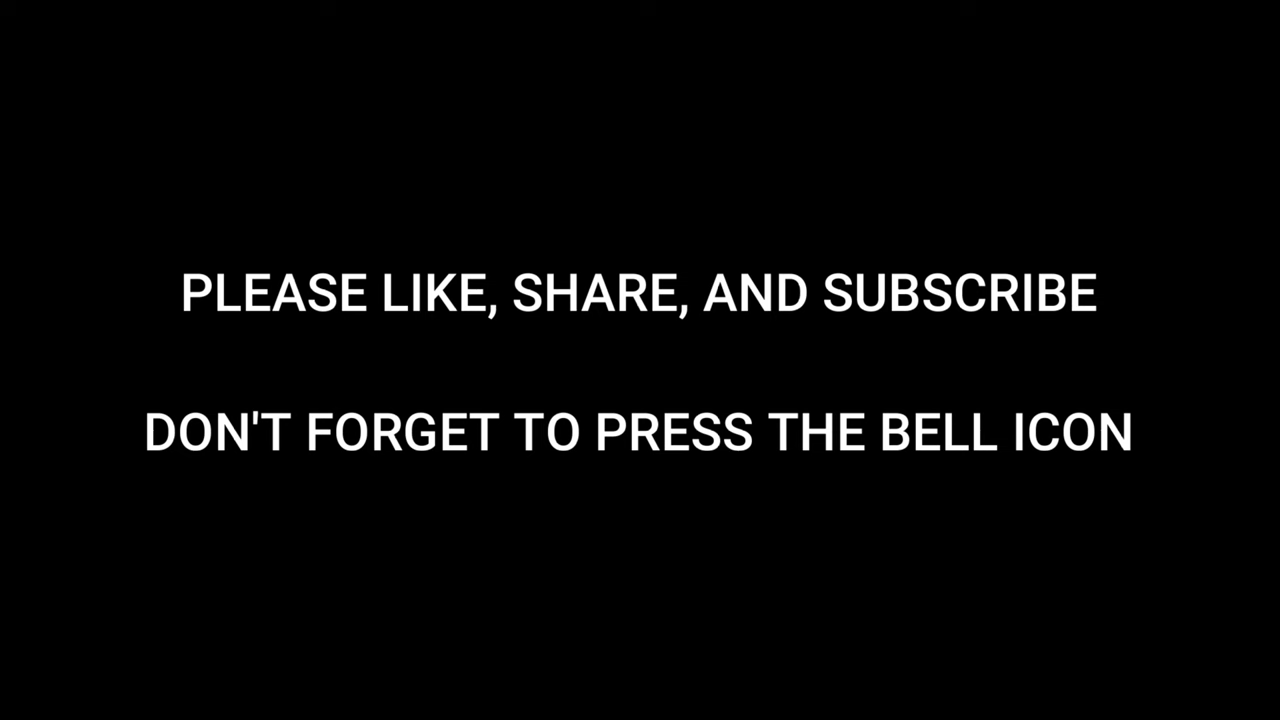 PLEASE LIKE, SHARE, AND SUBSCRIBE
DON'T FORGET TO PRESS THE BELL ICON